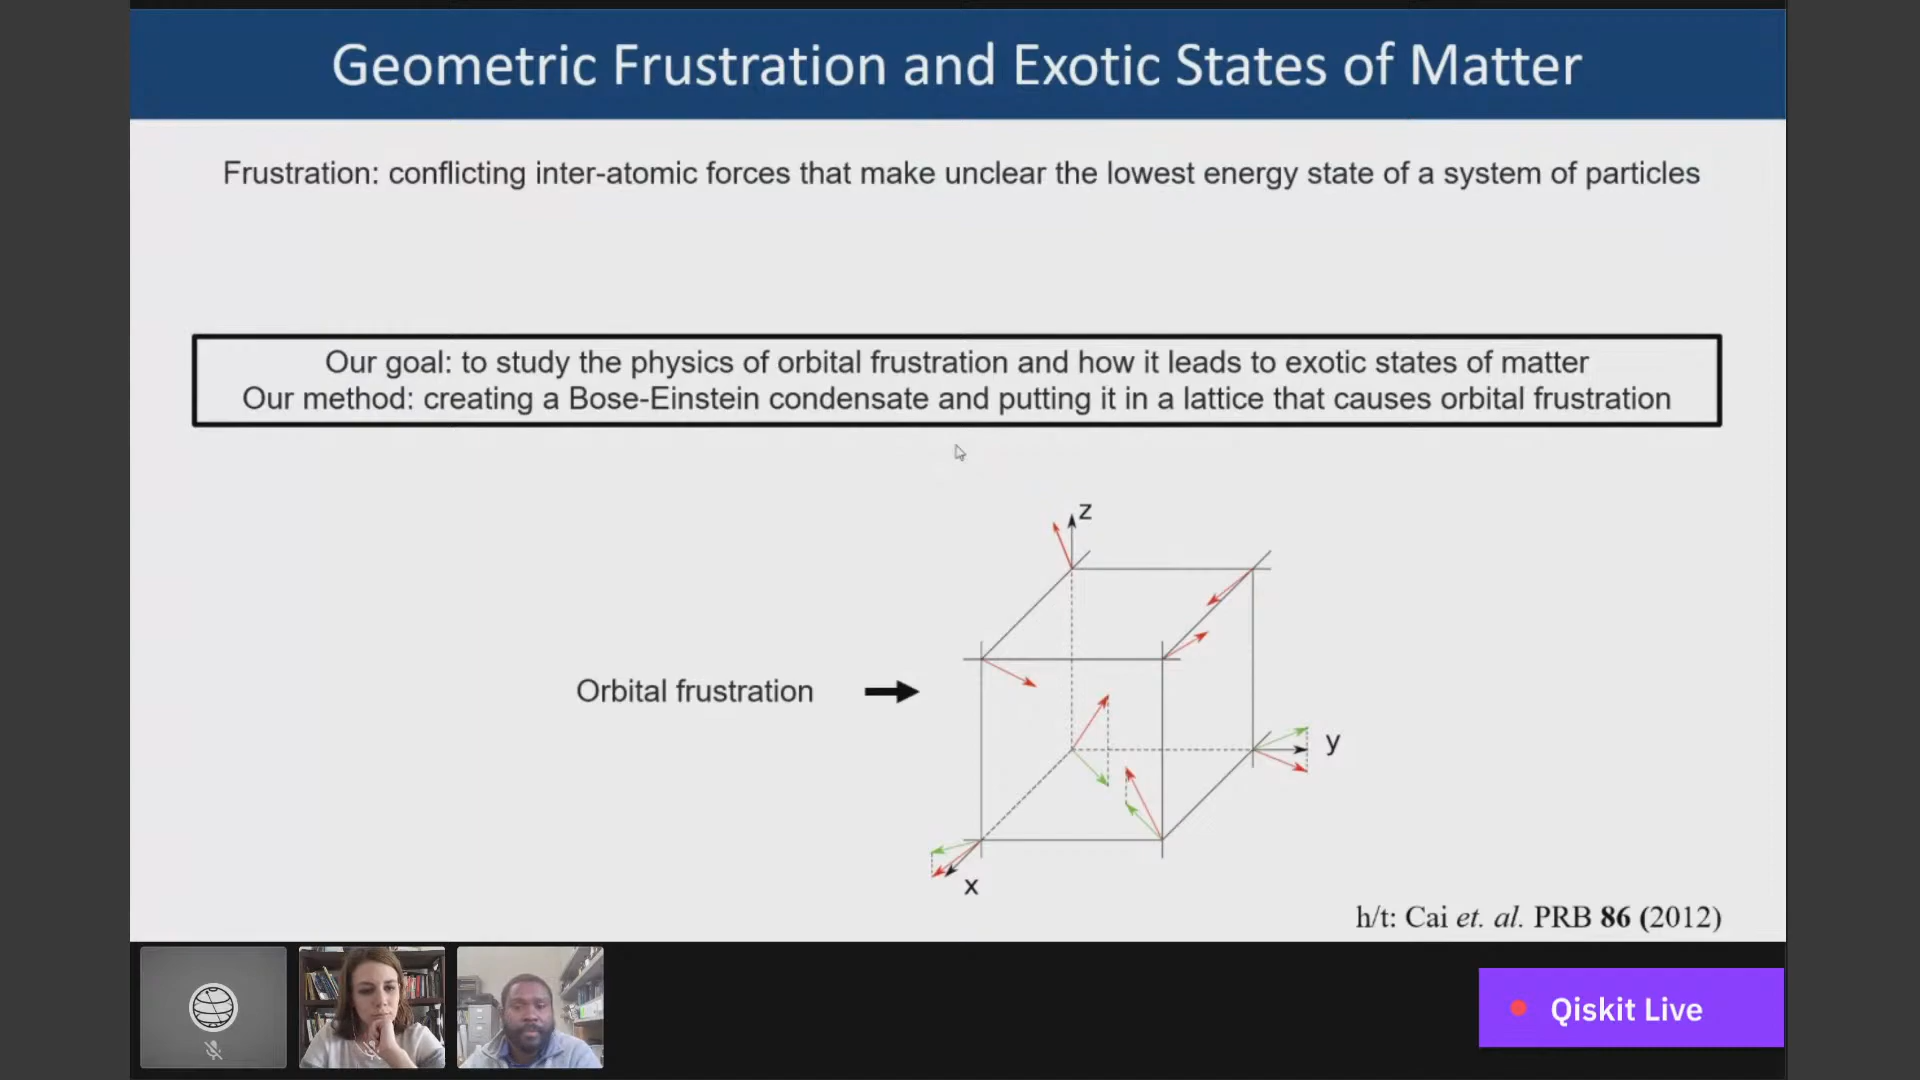 Geometric Frustration and Exotic States of Matter
Frustration: conflicting inter-atomic forces that make unclear the lowest energy state of a system of particles
Our goal: to study the physics of orbital frustration and how it leads to exotic states of matter
Our method: creating a Bose-Einstein condensate and putting it in a lattice that causes orbital frustration
z
Orbital frustration
y
x
h/t: Cai et. al. PRB 86 (2012)
Qiskit Live